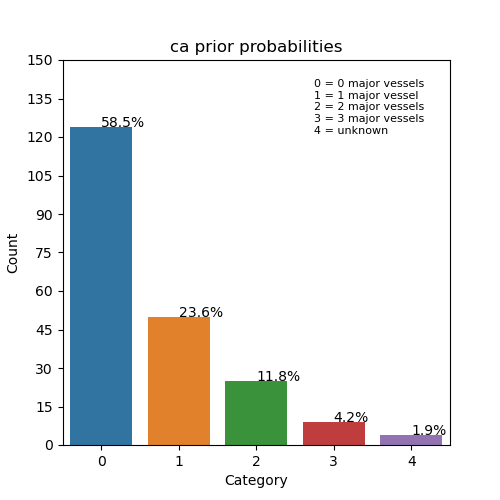 ca prior probabilities
150
135
120
105
90
75
60
45
30
15
0
Count
0 = 0 major vessels
1 = 1 major vessel
2 = 2 major vessels
3 = 3 major vessels
4 = unknown
58.5%
23.6%
11.8%
4.2%
1.9%
0 1 2 3 4
Category